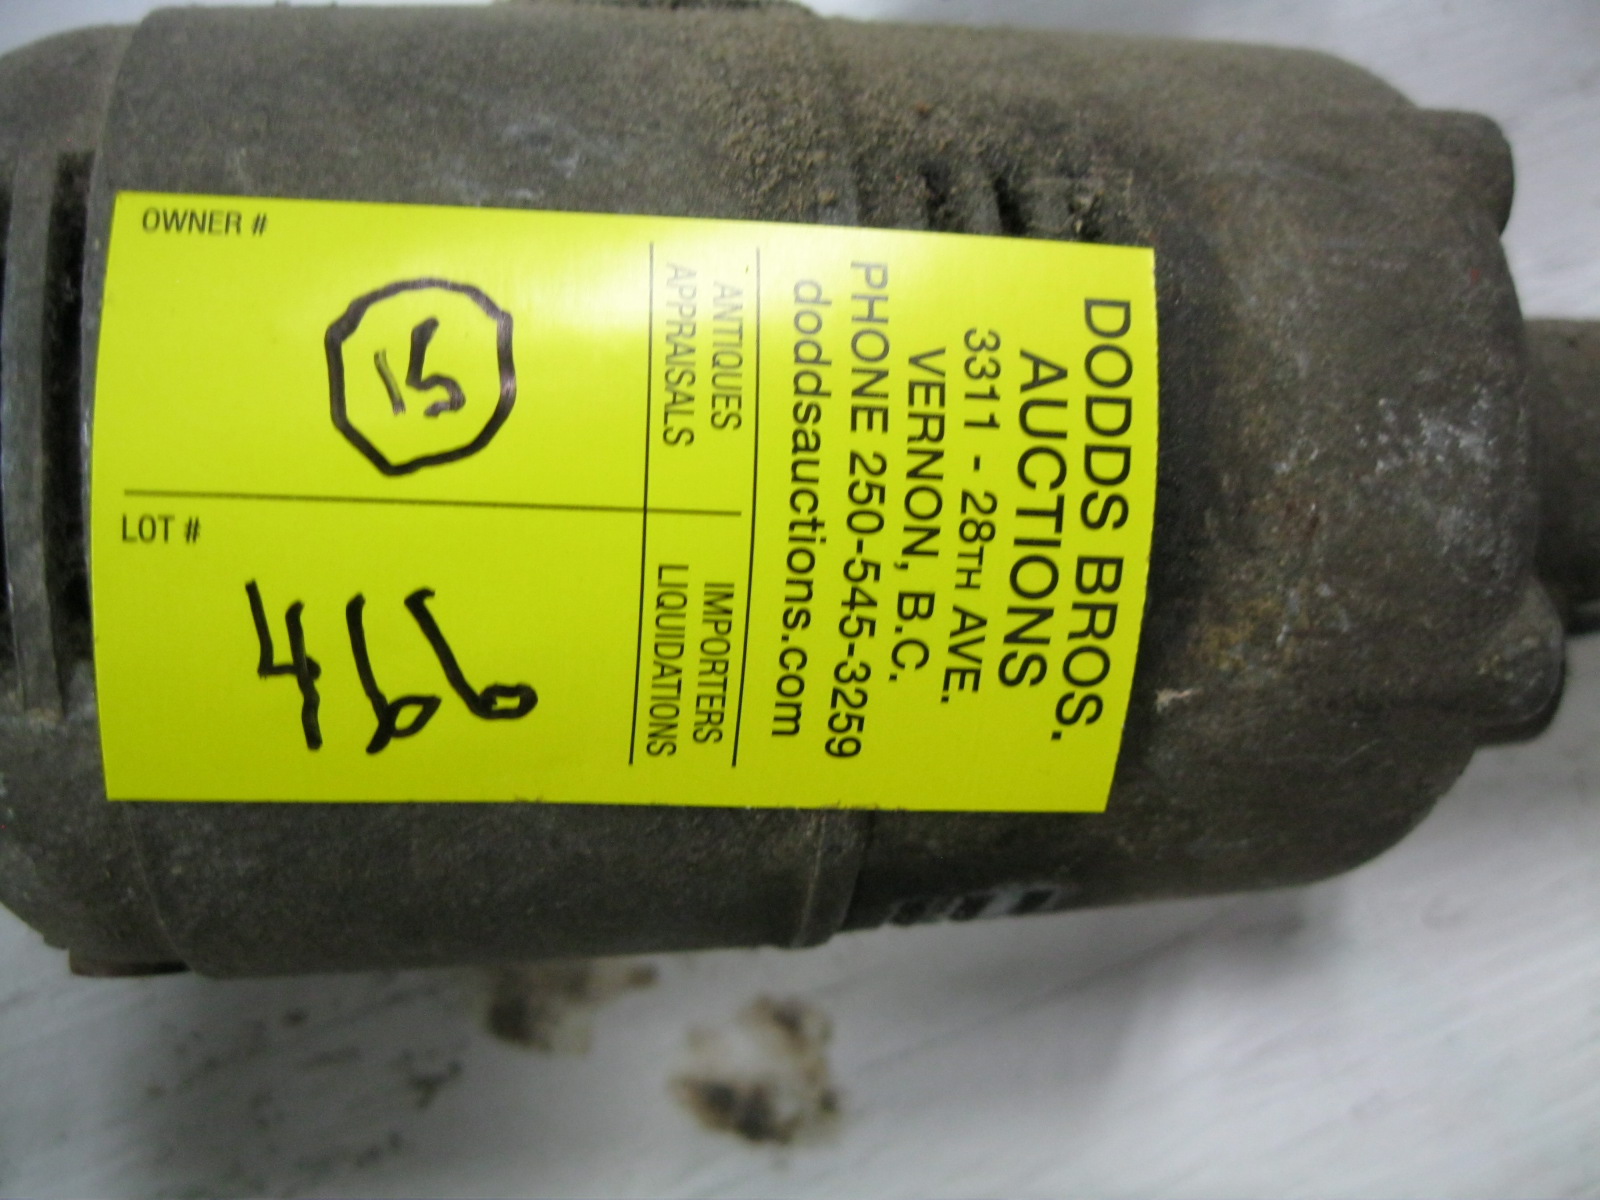 DODDS BROS.
AUCTIONS
3311 - 28TH AVE.
VERNON, B.C.
PHONE 250-545-3259
doddsauctions.com
ANTIQUES IMPORTERS
APPRAISALS LIQUIDATIONS
OWNER #
15
LOT #
466